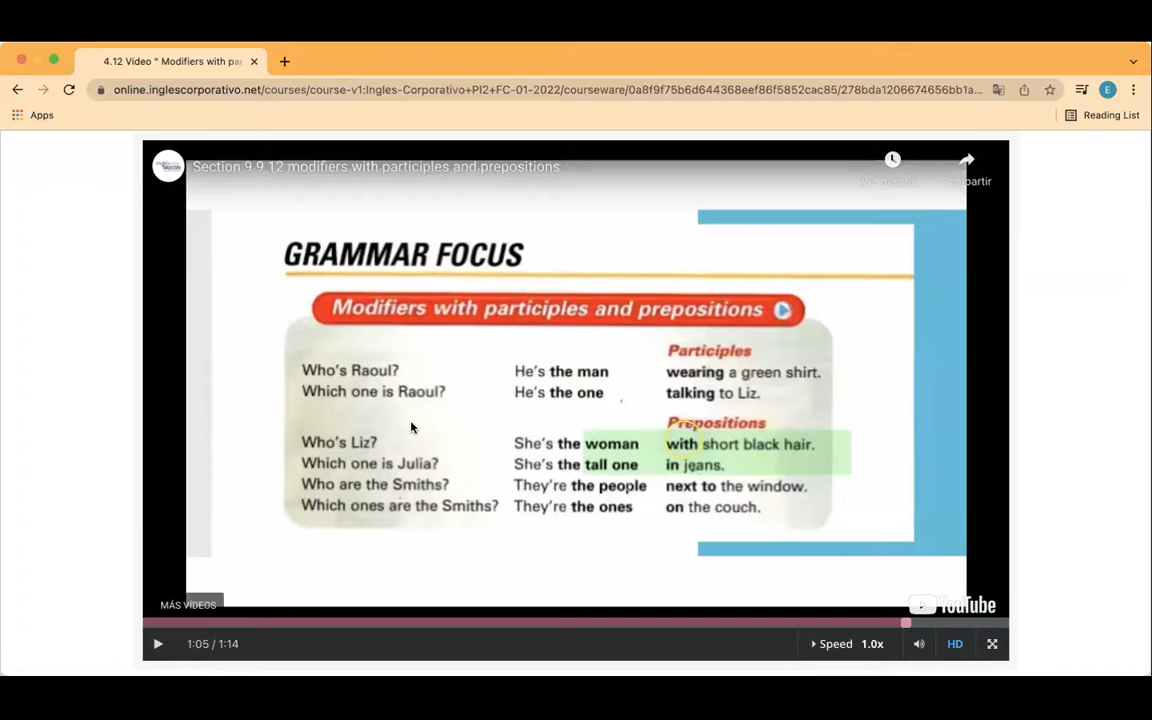 4.12 Video " Modifiers with pa
online.inglescorporativo.net/courses/course-v1:Ingles-Corporativo+PI2+FC-01-2022/courseware/0a8f9f75b6d644368eef86f5852cac85/278bda1206674656bb1a...
E
Apps
Reading List
Section 9-9.12 modifiers with participles and prepositions
GRAMMAR FOCUS
Modifiers with participles and prepositions
Participles
Who's Raoul? He's the man wearing a green shirt.
Which one is Raoul? He's the one talking to Liz.
Prepositions
Who's Liz? She's the woman with short black hair.
Which one is Julia? She's the tall one in jeans.
Who are the Smiths? They're the people next to the window.
Which ones are the Smiths? They're the ones on the couch.
MÁS VÍDEOS
YouTube
1:05 / 1:14
Speed 1.0x
HD